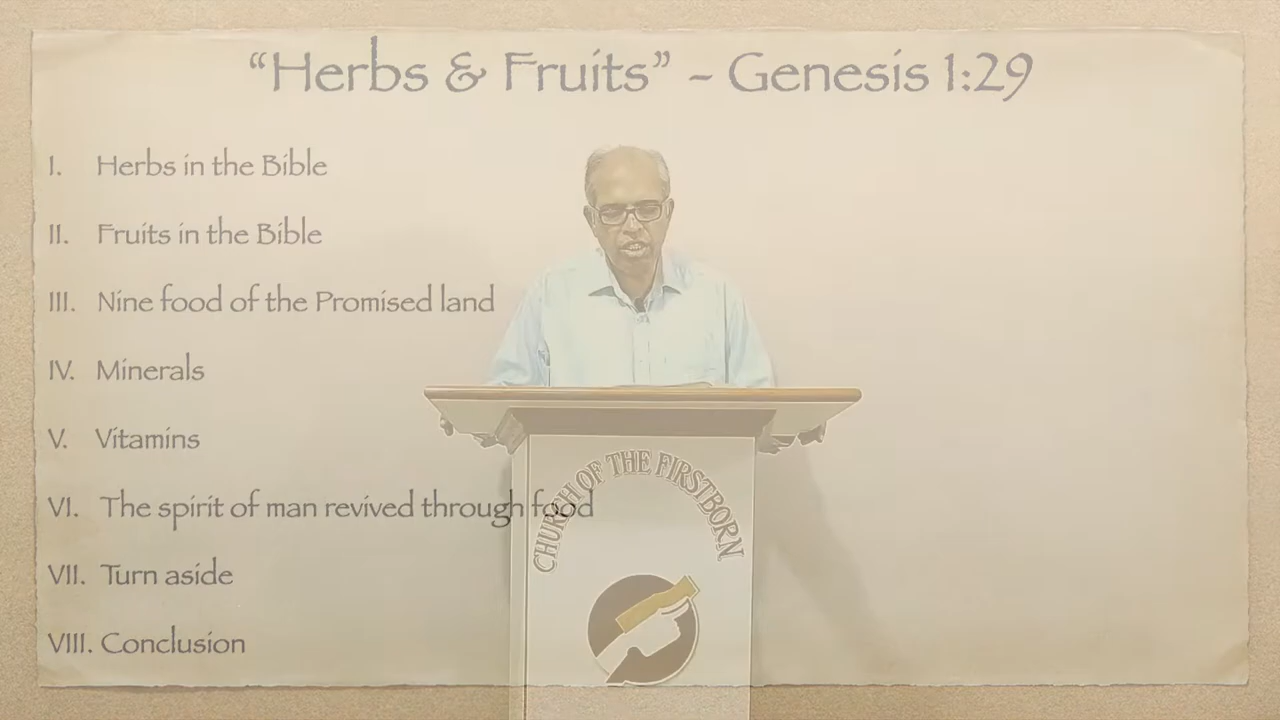 “Herbs & Fruits” - Genesis 1:29
I. Herbs in the Bible
II. Fruits in the Bible
III. Nine food of the Promised land
IV. Minerals
V. Vitamins
VI. The spirit of man revived through food
VII. Turn aside
VIII. Conclusion
CHURCH OF THE FIRSTBORN